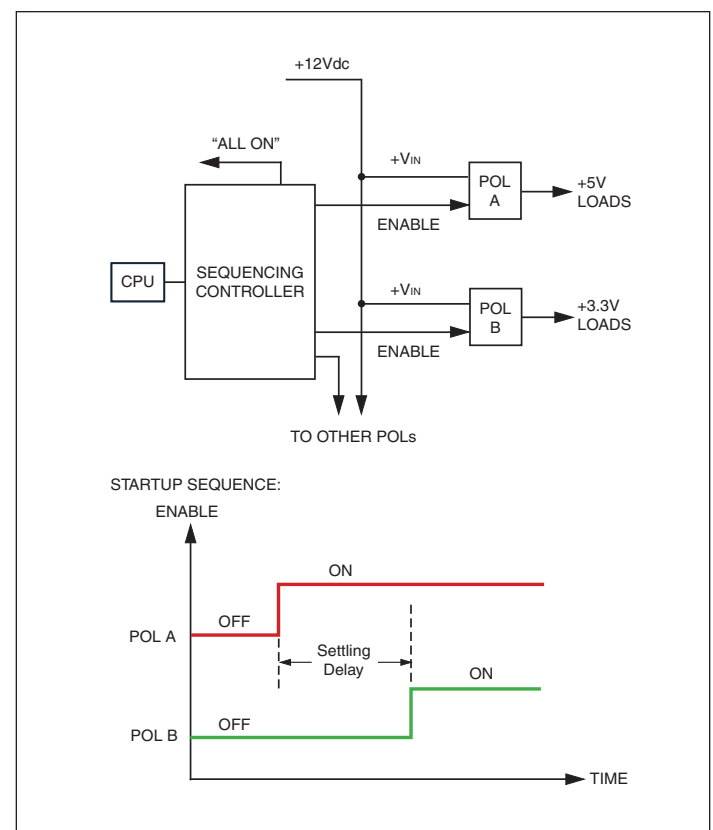 +12Vdc
"ALL ON"
+VIN
POL
A
+5V
LOADS
ENABLE
CPU
SEQUENCING
CONTROLLER
+VIN
POL
B
+3.3V
LOADS
ENABLE
TO OTHER POLs
STARTUP SEQUENCE:
ENABLE
ON
OFF
POL A
Settling
Delay
ON
OFF
POL B
TIME